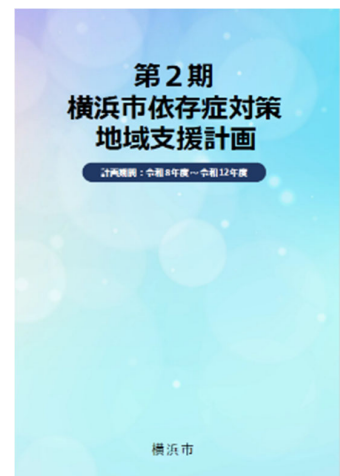 第２期
横浜市依存症対策
地域支援計画
計画期間：令和８年度～令和12年度
横浜市